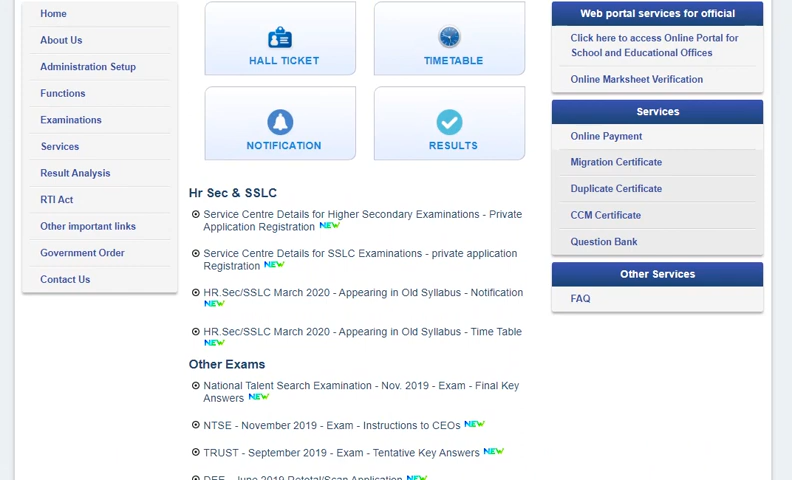 Home
About Us
Administration Setup
Functions
Examinations
Services
Result Analysis
RTI Act
Other important links
Government Order
Contact Us
HALL TICKET
TIMETABLE
NOTIFICATION
RESULTS
Hr Sec & SSLC
Service Centre Details for Higher Secondary Examinations - Private
Application Registration NEW
Service Centre Details for SSLC Examinations - private application
Registration NEW
HR.Sec/SSLC March 2020 - Appearing in Old Syllabus - Notification
NEW
HR.Sec/SSLC March 2020 - Appearing in Old Syllabus - Time Table
NEW
Other Exams
National Talent Search Examination - Nov. 2019 - Exam - Final Key
Answers NEW
NTSE - November 2019 - Exam - Instructions to CEOs NEW
TRUST - September 2019 - Exam - Tentative Key Answers NEW
DEE - June 2019 Retotal/Scan Application NEW
Web portal services for official
Click here to access Online Portal for
School and Educational Offices
Online Marksheet Verification
Services
Online Payment
Migration Certificate
Duplicate Certificate
CCM Certificate
Question Bank
Other Services
FAQ